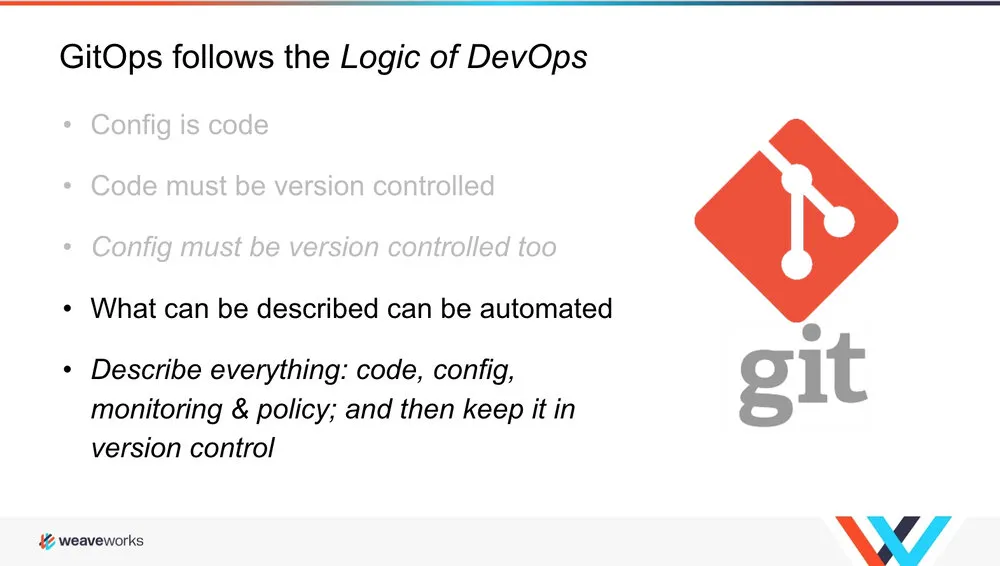 GitOps follows the Logic of DevOps
• Config is code
• Code must be version controlled
• Config must be version controlled too
• What can be described can be automated
• Describe everything: code, config,
monitoring & policy; and then keep it in
version control
git
weaveworks